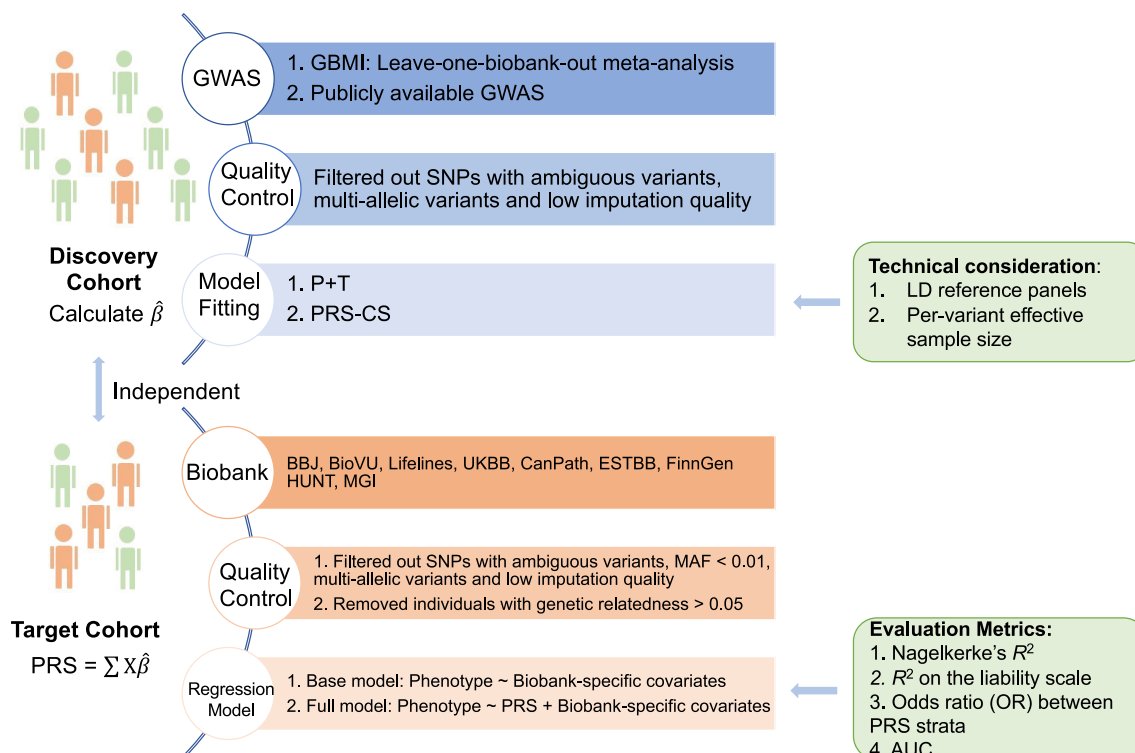 GWAS
1. GBMI: Leave-one-biobank-out meta-analysis
2. Publicly available GWAS
Quality
Control
Filtered out SNPs with ambiguous variants,
multi-allelic variants and low imputation quality
Discovery
Cohort
Calculate β̂
Model
Fitting
1. P+T
2. PRS-CS
Technical consideration:
1. LD reference panels
2. Per-variant effective
sample size
Independent
Biobank
BBJ, BioVU, Lifelines, UKBB, CanPath, ESTBB, FinnGen
HUNT, MGI
Quality
Control
1. Filtered out SNPs with ambiguous variants, MAF < 0.01,
multi-allelic variants and low imputation quality
2. Removed individuals with genetic relatedness > 0.05
Target Cohort
PRS = ∑ Xβ̂
Regression
Model
1. Base model: Phenotype ~ Biobank-specific covariates
2. Full model: Phenotype ~ PRS + Biobank-specific covariates
Evaluation Metrics:
1. Nagelkerke's R²
2. R² on the liability scale
3. Odds ratio (OR) between
PRS strata
4. AUC